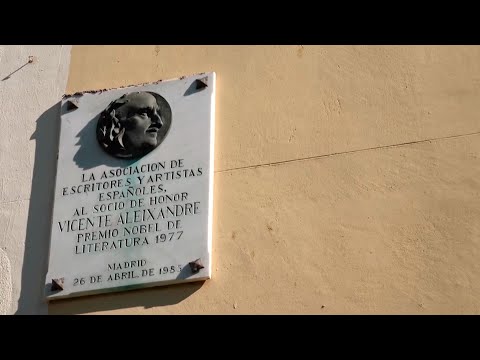 LA ASOCIACION DE
ESCRITORES Y ARTISTAS
ESPAÑOLES,
AL SOCIO DE HONOR
VICENTE ALEIXANDRE
PREMIO NOBEL DE
LITERATURA 1977
MADRID
26 DE ABRIL, DE 1985